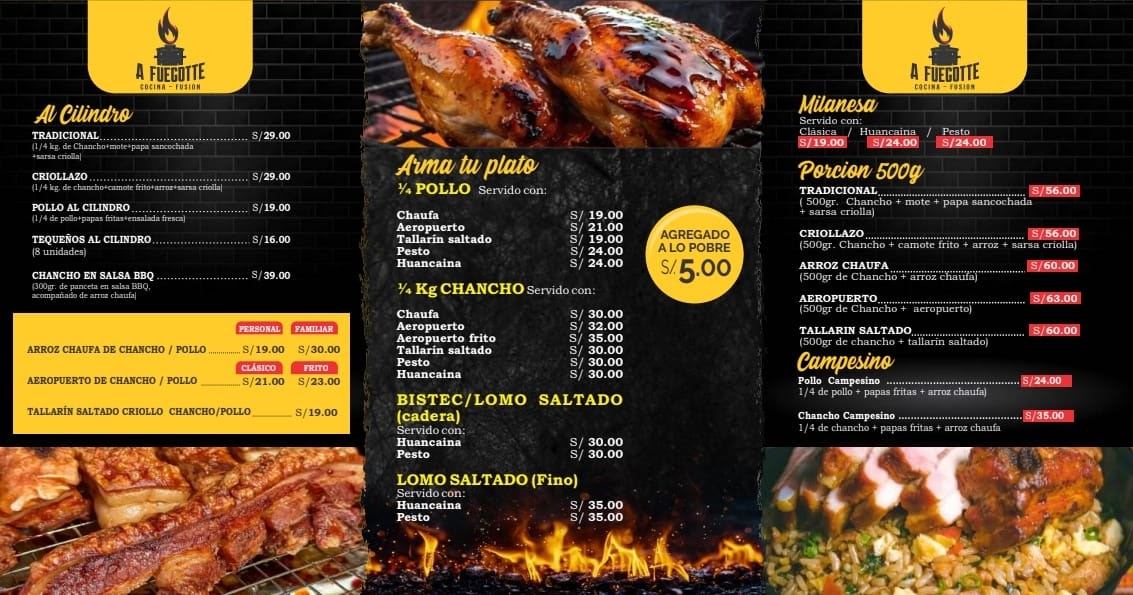 A FUEGOTTE
COCINA - FUSION
Al Cilindro
TRADICIONAL S/29.00
(1/4 kg. de Chancho+mote+papa sancochada
+sarsa criolla)
CRIOLLAZO S/29.00
(1/4 kg. de chancho+camote frito+arroz+sarsa criolla)
POLLO AL CILINDRO S/19.00
(1/4 de pollo+papas fritas+ensalada fresca)
TEQUEÑOS AL CILINDRO S/16.00
(8 unidades)
CHANCHO EN SALSA BBQ S/39.00
(300gr. de panceta en salsa BBQ,
acompañado de arroz chaufa)
PERSONAL FAMILIAR
ARROZ CHAUFA DE CHANCHO / POLLO S/19.00 S/30.00
CLÁSICO FRITO
AEROPUERTO DE CHANCHO / POLLO S/21.00 S/23.00
TALLARÍN SALTADO CRIOLLO CHANCHO/POLLO S/19.00
Arma tu plato
1/4 POLLO Servido con:
Chaufa S/ 19.00
Aeropuerto S/ 21.00
Tallarín saltado S/ 19.00
Pesto S/ 24.00
Huancaina S/ 24.00
AGREGADO
A LO POBRE
S/.5.00
1/4 Kg CHANCHO Servido con:
Chaufa S/ 30.00
Aeropuerto S/ 32.00
Aeropuerto frito S/ 35.00
Tallarín saltado S/ 30.00
Pesto S/ 30.00
Huancaina S/ 30.00
BISTEC/LOMO SALTADO
(cadera)
Servido con:
Huancaina S/ 30.00
Pesto S/ 30.00
LOMO SALTADO (Fino)
Servido con:
Huancaina S/ 35.00
Pesto S/ 35.00
A FUEGOTTE
COCINA - FUSION
Milanesa
Servido con:
Clásica / Huancaina / Pesto
S/19.00 S/24.00 S/24.00
Porcion 500g
TRADICIONAL S/56.00
( 500gr. Chancho + mote + papa sancochada
+ sarsa criolla)
CRIOLLAZO S/56.00
(500gr. Chancho + camote frito + arroz + sarsa criolla)
ARROZ CHAUFA S/60.00
(500gr de Chancho + arroz chaufa)
AEROPUERTO S/63.00
(500gr de Chancho + aeropuerto)
TALLARIN SALTADO S/60.00
(500gr de chancho + tallarín saltado)
Campesino
Pollo Campesino S/24.00
1/4 de pollo + papas fritas + arroz chaufa)
Chancho Campesino S/35.00
1/4 de chancho + papas fritas + arroz chaufa